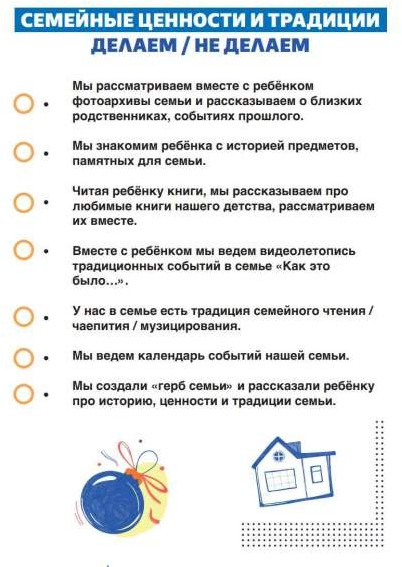 СЕМЕЙНЫЕ ЦЕННОСТИ И ТРАДИЦИИ
ДЕЛАЕМ / НЕ ДЕЛАЕМ
• Мы рассматриваем вместе с ребёнком
фотоархивы семьи и рассказываем о близких
родственниках, событиях прошлого.
• Мы знакомим ребёнка с историей предметов,
памятных для семьи.
• Читая ребёнку книги, мы рассказываем про
любимые книги нашего детства, рассматриваем
их вместе.
• Вместе с ребёнком мы ведем видеолетопись
традиционных событий в семье «Как это
было…».
• У нас в семье есть традиция семейного чтения /
чаепития / музицирования.
• Мы ведем календарь событий нашей семьи.
• Мы создали «герб семьи» и рассказали ребёнку
про историю, ценности и традиции семьи.